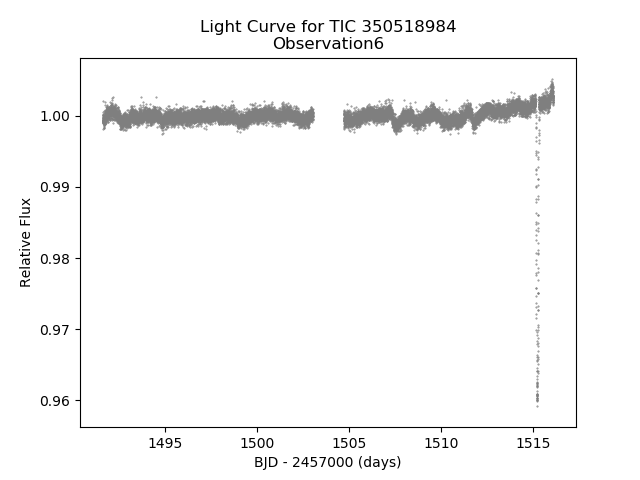 Light Curve for TIC 350518984
Observation6
1.00
0.99
0.98
0.97
0.96
Relative Flux
1495
1500
1505
1510
1515
BJD - 2457000 (days)